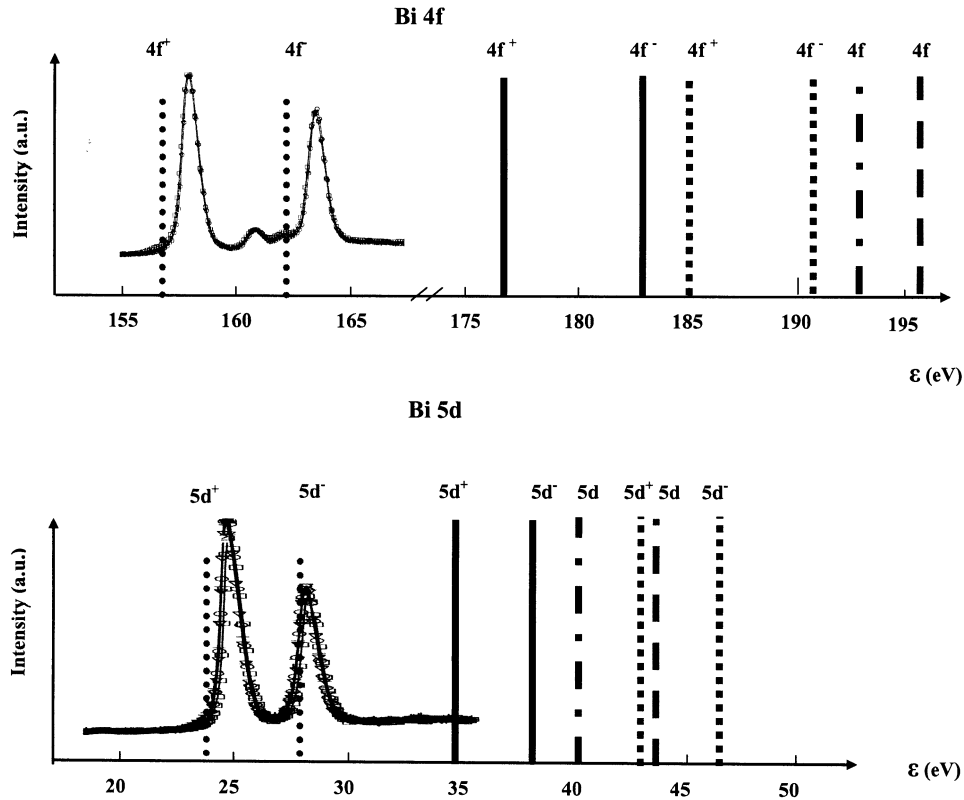 Bi 4f
4f⁺ 4f⁻ 4f⁺ 4f⁻ 4f⁺ 4f⁻ 4f 4f
Intensity (a.u.)
155 160 165 175 180 185 190 195
ε (eV)
Bi 5d
5d⁺ 5d⁻ 5d⁺ 5d⁻ 5d 5d⁺ 5d 5d⁻
Intensity (a.u.)
20 25 30 35 40 45 50 ε (eV)